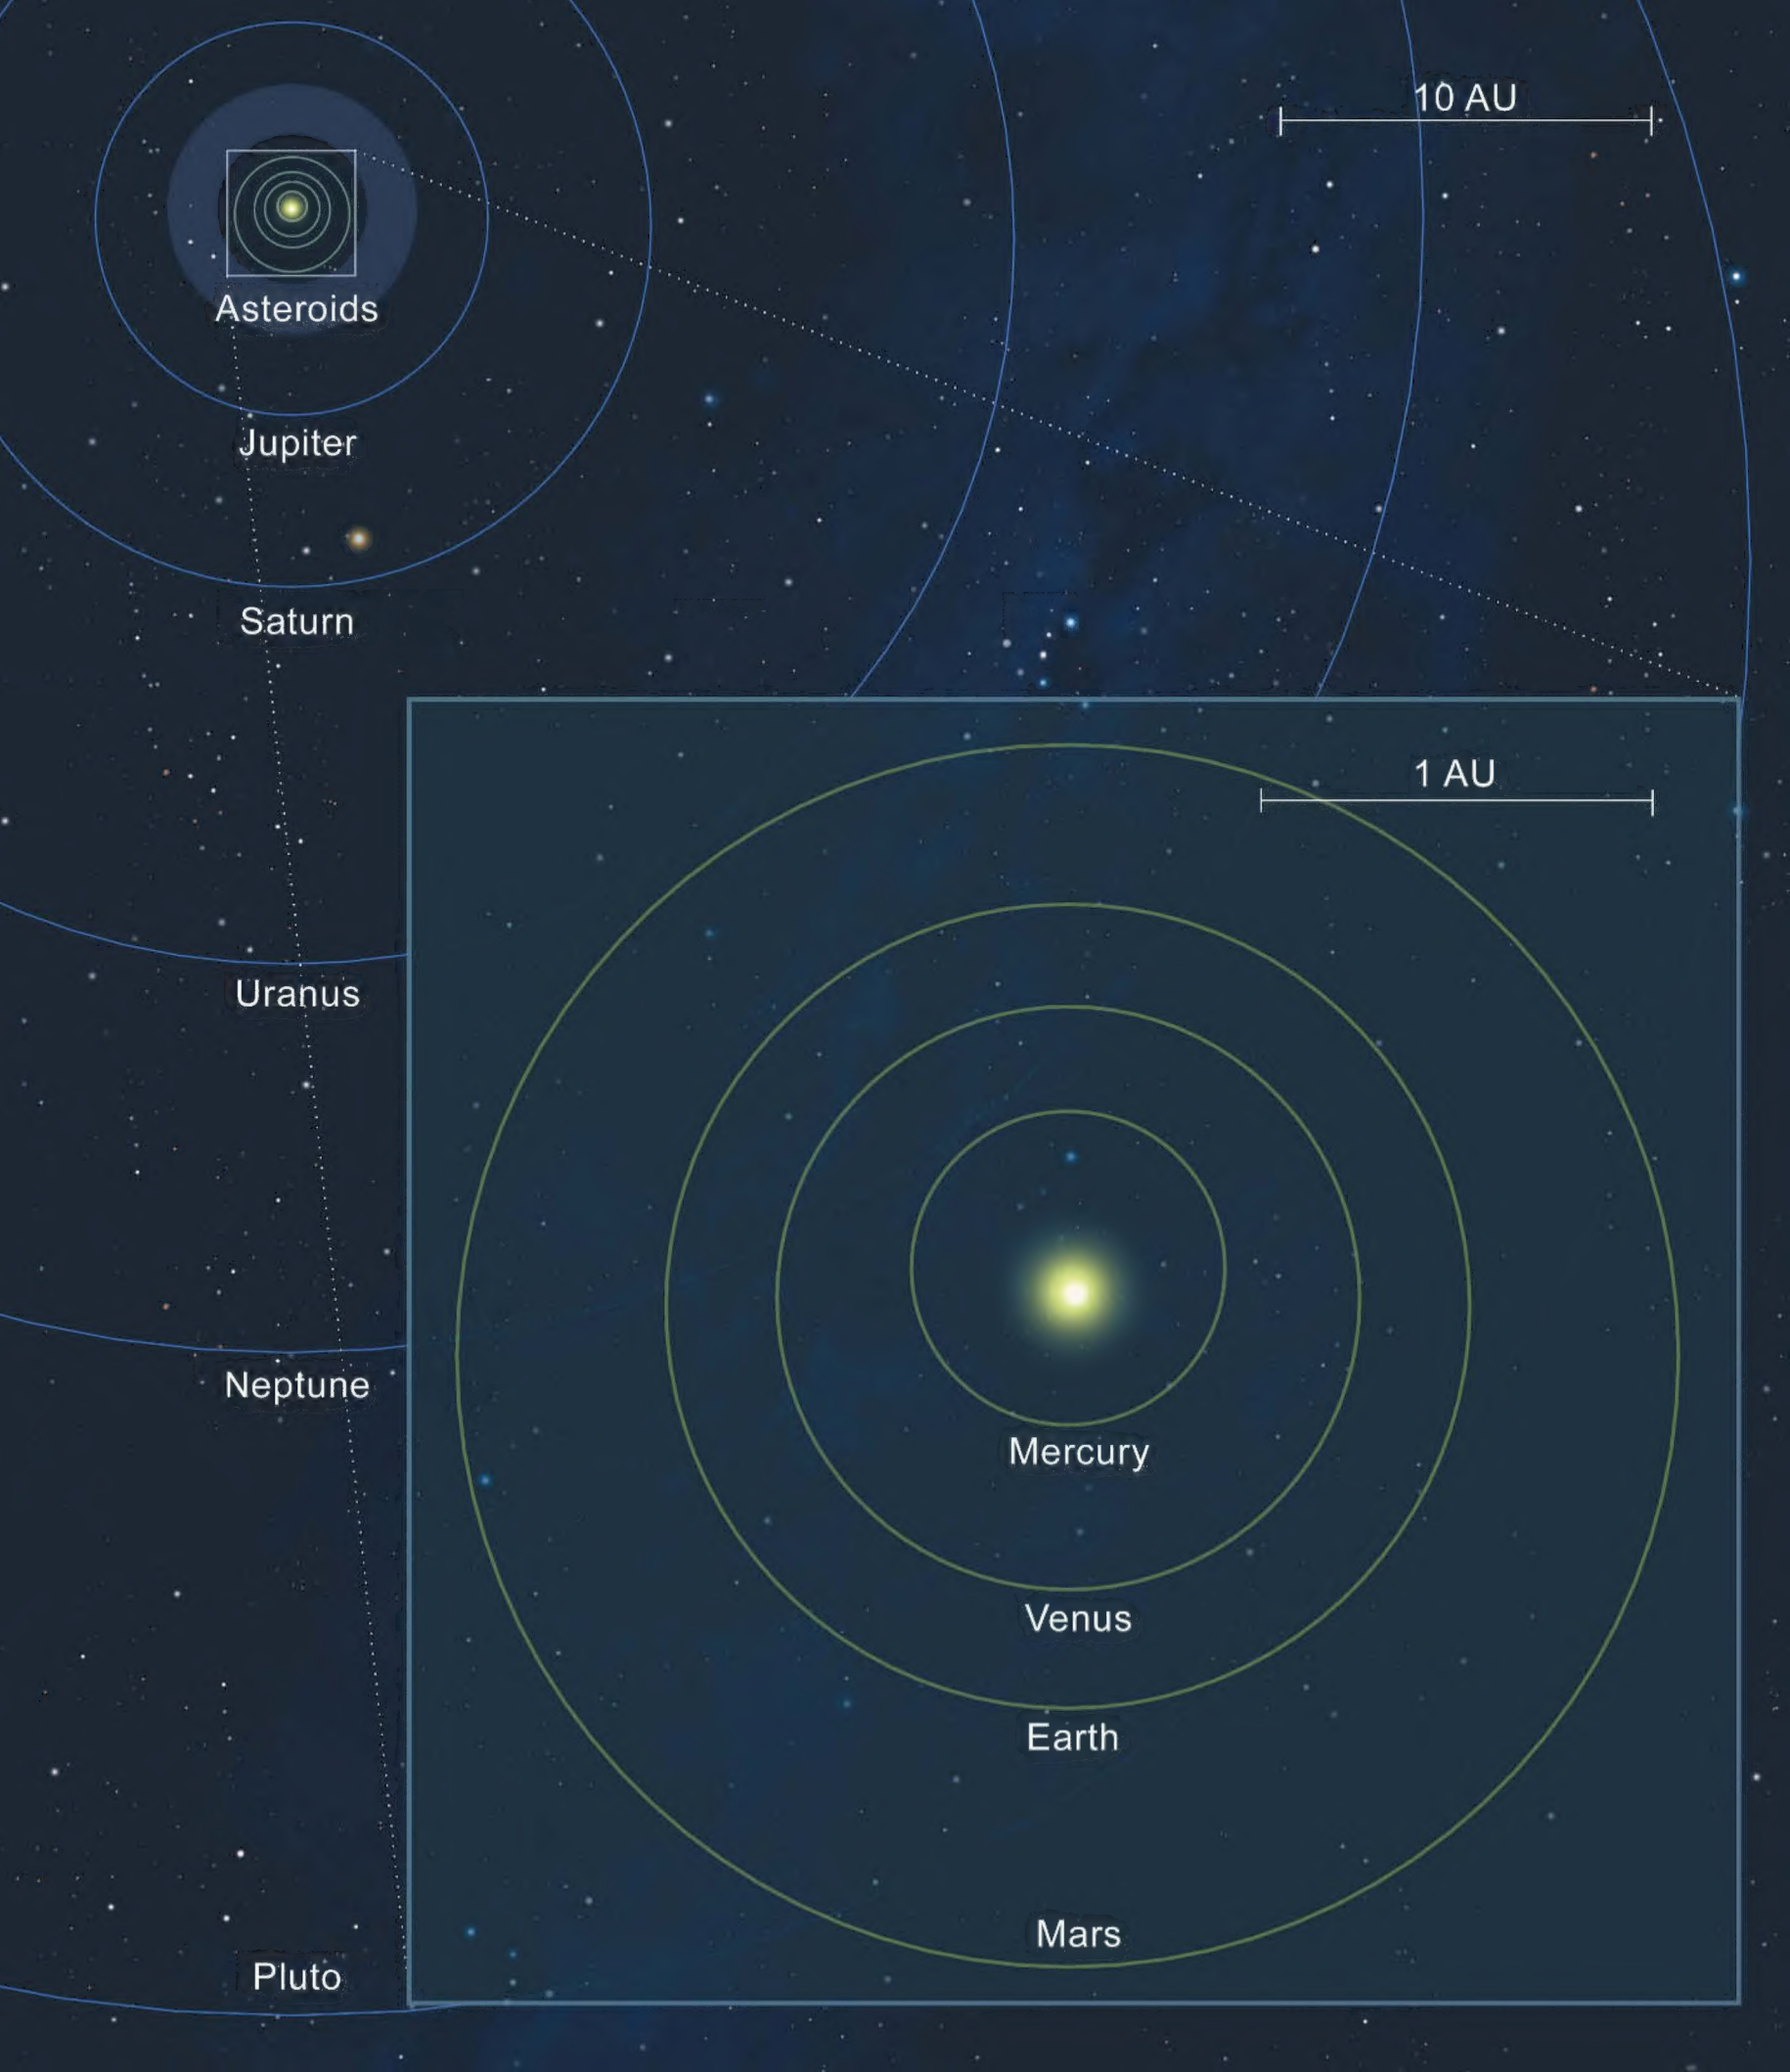 10 AU
Asteroids
Jupiter
Saturn
Uranus
Neptune
Pluto
1 AU
Mercury
Venus
Earth
Mars